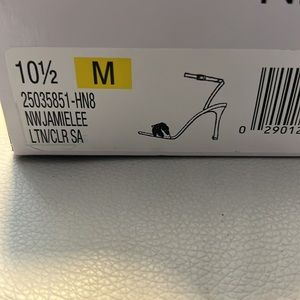 10½ M
25035851-HN8
NWJAMIELEE
LTN/CLR SA
0 29012